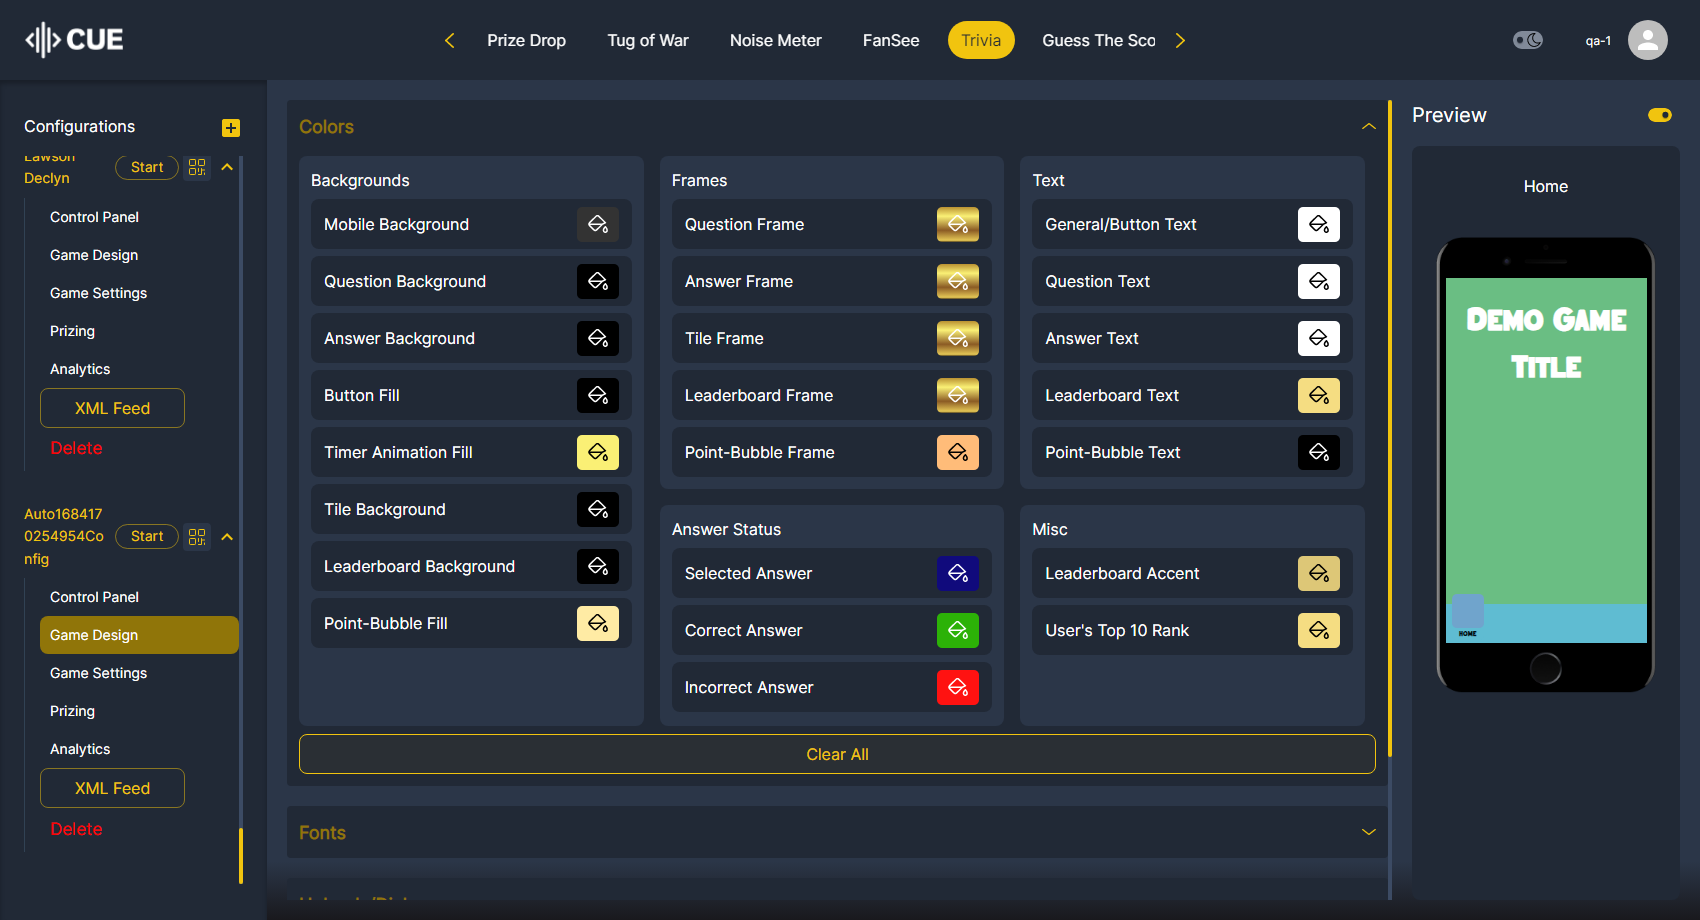 CUE
Prize Drop
Tug of War
Noise Meter
FanSee
Trivia
Guess The Sco
qa-1
Configurations
Lawson
Declyn
Start
Control Panel
Game Design
Game Settings
Prizing
Analytics
XML Feed
Delete
Auto168417
0254954Co
nfig
Start
Control Panel
Game Design
Game Settings
Prizing
Analytics
XML Feed
Delete
Colors
Backgrounds
Mobile Background
Question Background
Answer Background
Button Fill
Timer Animation Fill
Tile Background
Leaderboard Background
Point-Bubble Fill
Frames
Question Frame
Answer Frame
Tile Frame
Leaderboard Frame
Point-Bubble Frame
Text
General/Button Text
Question Text
Answer Text
Leaderboard Text
Point-Bubble Text
Answer Status
Selected Answer
Correct Answer
Incorrect Answer
Misc
Leaderboard Accent
User's Top 10 Rank
Clear All
Fonts
Preview
Home
Demo Game
Title
HOME